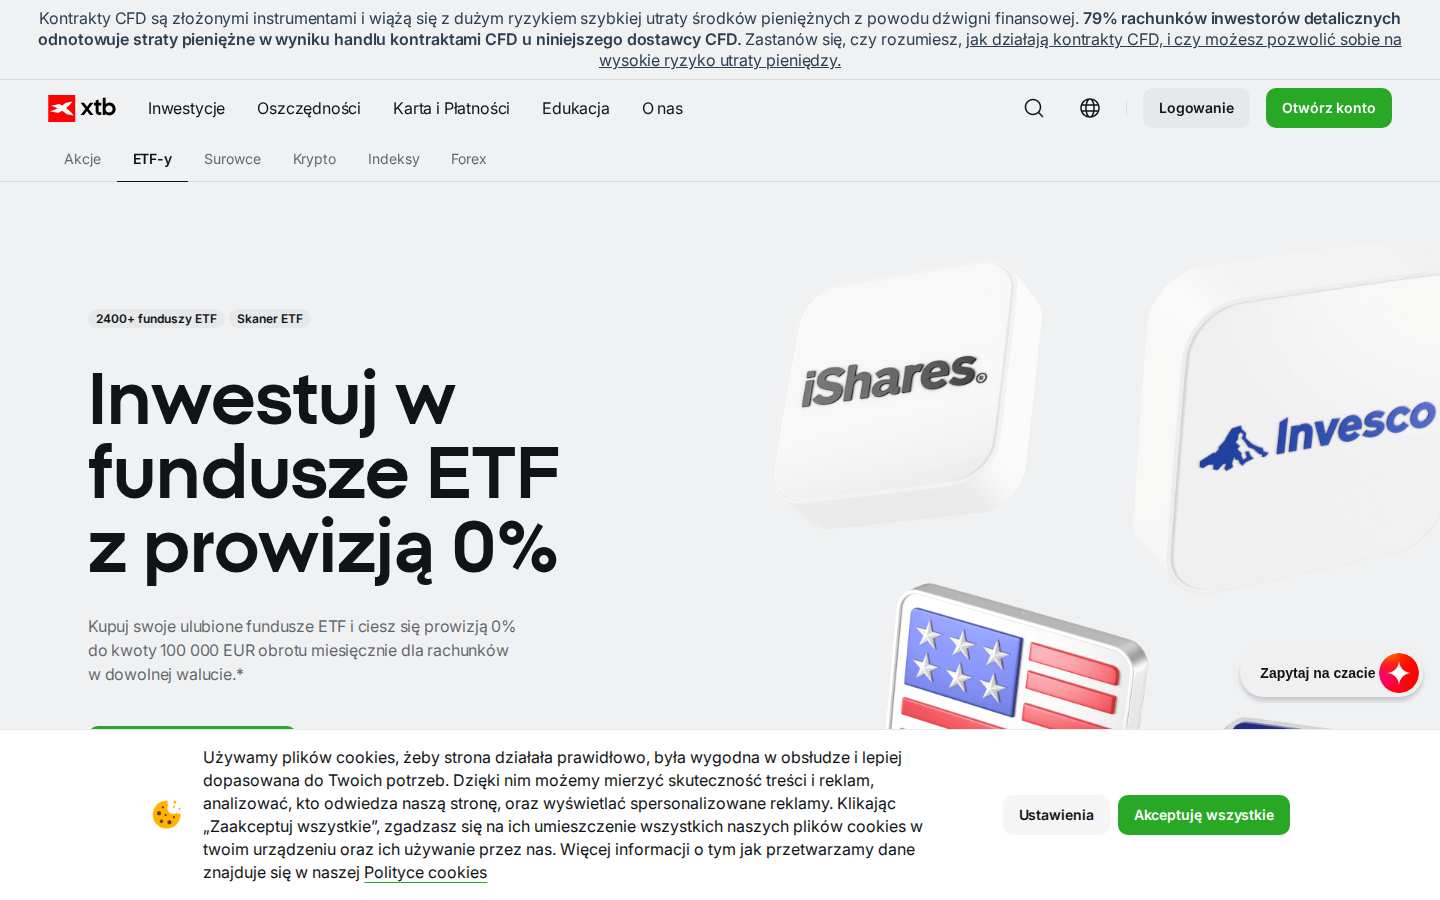 Kontrakty CFD są złożonymi instrumentami i wiążą się z dużym ryzykiem szybkiej utraty środków pieniężnych z powodu dźwigni finansowej. 79% rachunków inwestorów detalicznych
odnotowuje straty pieniężne w wyniku handlu kontraktami CFD u niniejszego dostawcy CFD. Zastanów się, czy rozumiesz, jak działają kontrakty CFD, i czy możesz pozwolić sobie na
wysokie ryzyko utraty pieniędzy.
xtb Inwestycje Oszczędności Karta i Płatności Edukacja O nas Logowanie Otwórz konto
Akcje ETF-y Surowce Krypto Indeksy Forex
2400+ funduszy ETF Skaner ETF
Inwestuj w
fundusze ETF
z prowizją 0%
Kupuj swoje ulubione fundusze ETF i ciesz się prowizją 0%
do kwoty 100 000 EUR obrotu miesięcznie dla rachunków
w dowolnej walucie.*
iShares®
Invesco
Zapytaj na czacie
Używamy plików cookies, żeby strona działała prawidłowo, była wygodna w obsłudze i lepiej
dopasowana do Twoich potrzeb. Dzięki nim możemy mierzyć skuteczność treści i reklam,
analizować, kto odwiedza naszą stronę, oraz wyświetlać spersonalizowane reklamy. Klikając
„Zaakceptuj wszystkie”, zgadzasz się na ich umieszczenie wszystkich naszych plików cookies w
twoim urządzeniu oraz ich używanie przez nas. Więcej informacji o tym jak przetwarzamy dane
znajduje się w naszej Polityce cookies
Ustawienia Akceptuję wszystkie